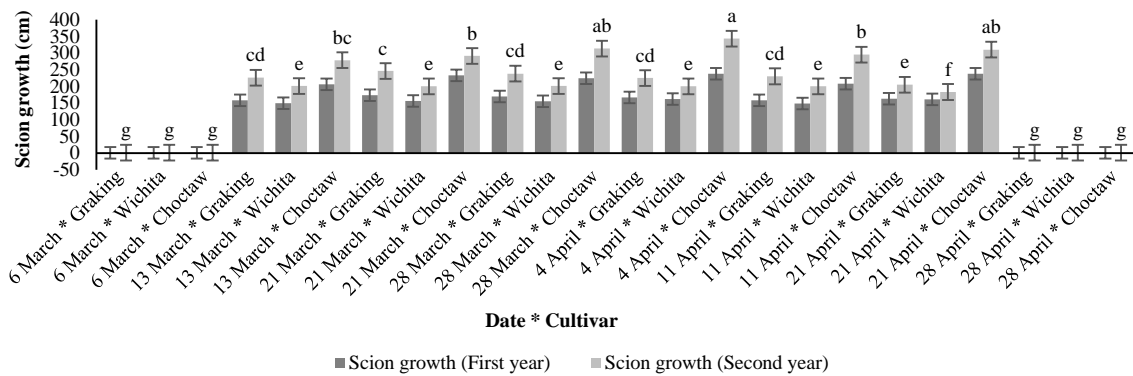 Scion growth (cm)
400
350
300
250
200
150
100
50
0
-50
g
g
g
cd
e
bc
c
e
b
cd
e
ab
cd
e
a
cd
e
b
e
f
ab
g
g
g
6 March * Graking
6 March * Wichita
6 March * Choctaw
13 March * Graking
13 March * Wichita
13 March * Choctaw
21 March * Graking
21 March * Wichita
21 March * Choctaw
28 March * Graking
28 March * Wichita
28 March * Choctaw
4 April * Graking
4 April * Wichita
4 April * Choctaw
11 April * Graking
11 April * Wichita
11 April * Choctaw
21 April * Graking
21 April * Wichita
21 April * Choctaw
28 April * Graking
28 April * Wichita
28 April * Choctaw
Date * Cultivar
Scion growth (First year)
Scion growth (Second year)